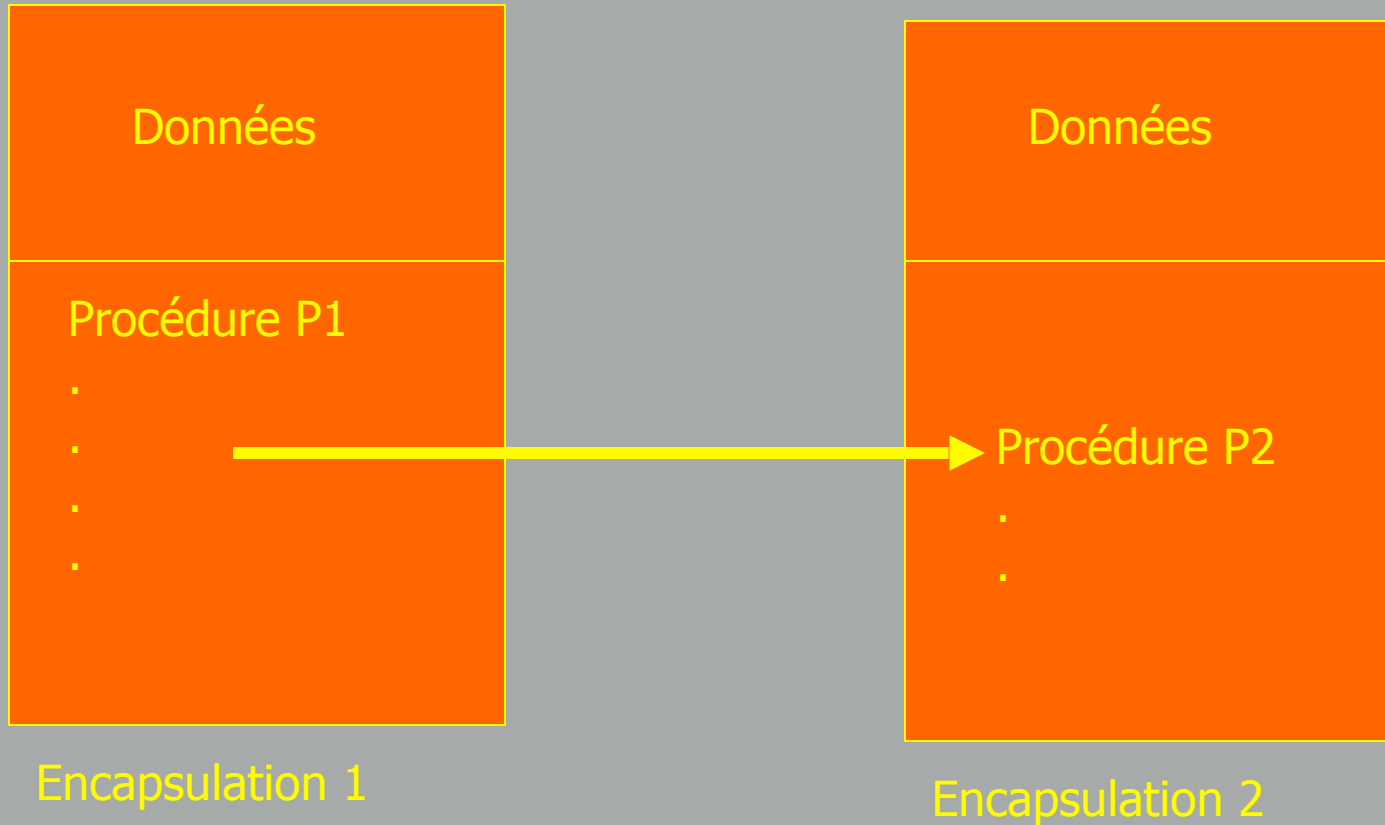 Données
Procédure P1
.
.
.
.
Encapsulation 1
Données
Procédure P2
.
.
Encapsulation 2